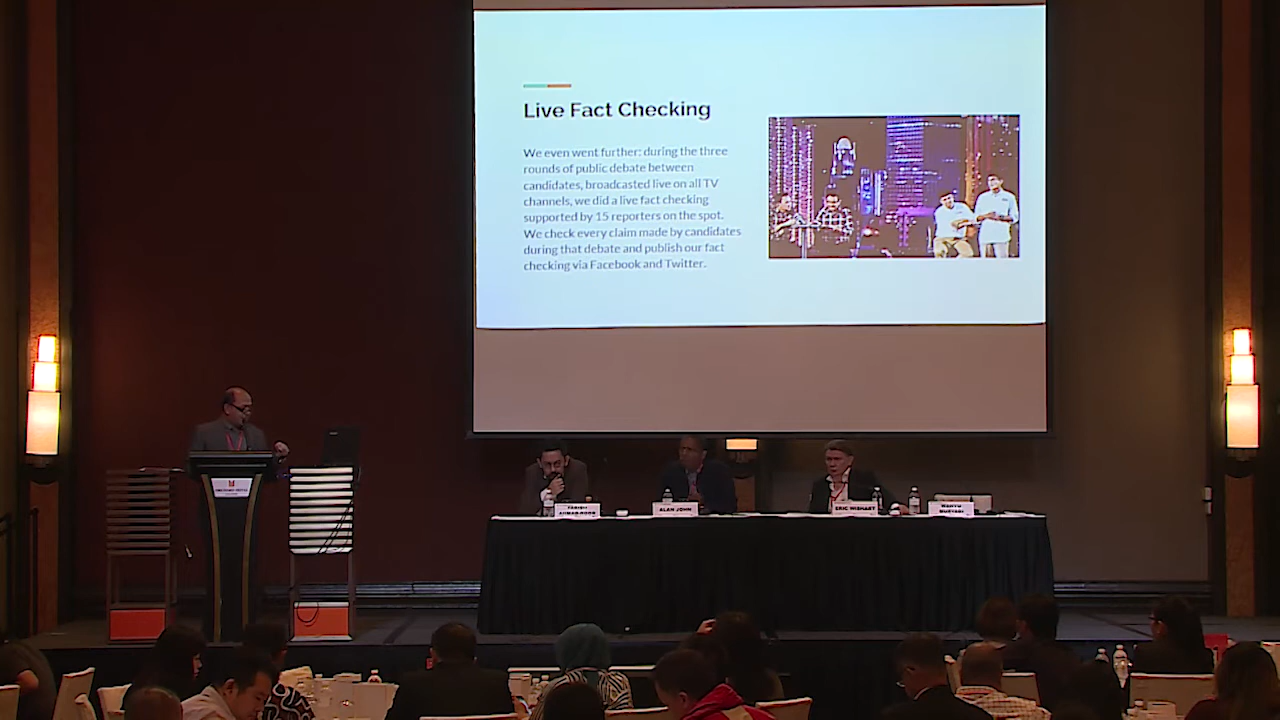 Live Fact Checking
We even went further: during the three
rounds of public debate between
candidates, broadcasted live on all TV
channels, we did a live fact checking
supported by 15 reporters on the spot.
We check every claim made by candidates
during that debate and publish our fact
checking via Facebook and Twitter.
ALAN JOHN
ERIC WISHART